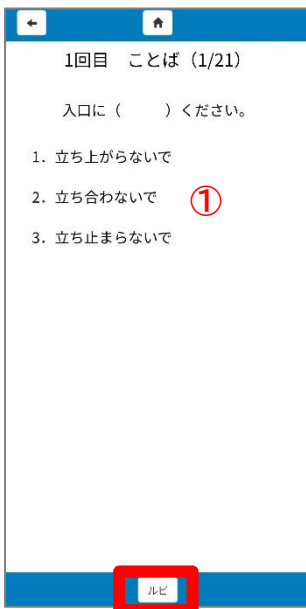 1回目　ことば（1/21）
入口に（　　）ください。
1. 立ち上がらないで
2. 立ち合わないで
①
3. 立ち止まらないで
ルビ